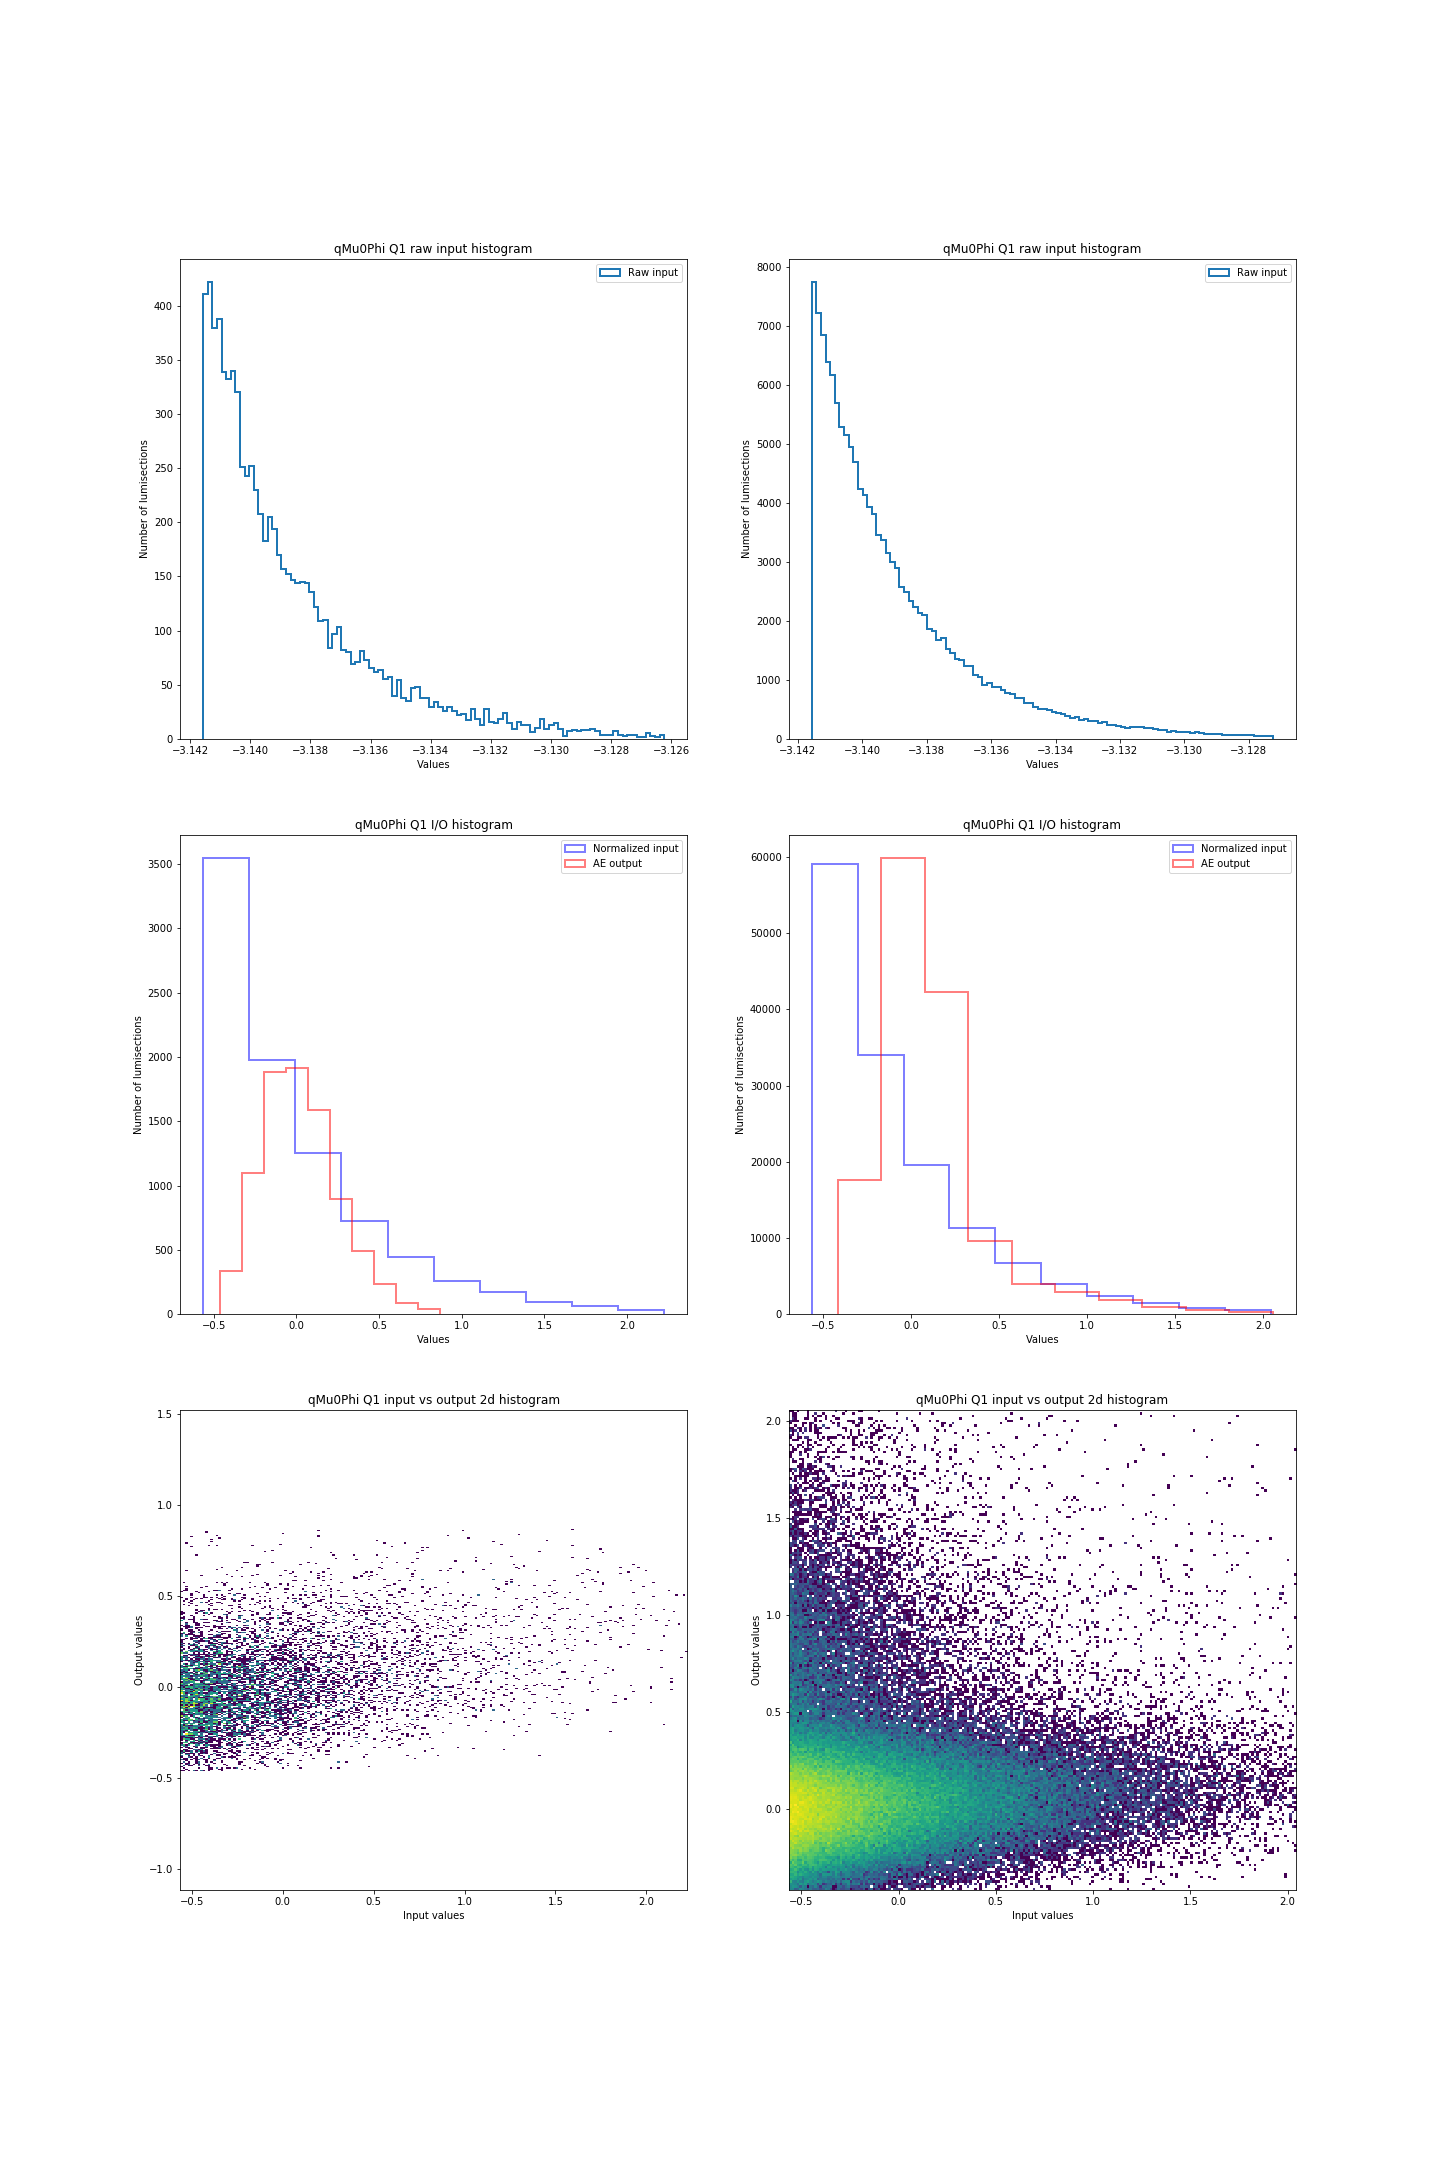 qMu0Phi Q1 raw input histogram
Raw input
Number of lumisections
400
350
300
250
200
150
100
50
0
−3.142 −3.140 −3.138 −3.136 −3.134 −3.132 −3.130 −3.128 −3.126
Values
qMu0Phi Q1 raw input histogram
Raw input
Number of lumisections
8000
7000
6000
5000
4000
3000
2000
1000
0
−3.142 −3.140 −3.138 −3.136 −3.134 −3.132 −3.130 −3.128
Values
qMu0Phi Q1 I/O histogram
Normalized input
AE output
Number of lumisections
3500
3000
2500
2000
1500
1000
500
0
−0.5 0.0 0.5 1.0 1.5 2.0
Values
qMu0Phi Q1 I/O histogram
Normalized input
AE output
Number of lumisections
60000
50000
40000
30000
20000
10000
0
−0.5 0.0 0.5 1.0 1.5 2.0
Values
qMu0Phi Q1 input vs output 2d histogram
Output values
1.5
1.0
0.5
0.0
−0.5
−1.0
−0.5 0.0 0.5 1.0 1.5 2.0
Input values
qMu0Phi Q1 input vs output 2d histogram
Output values
2.0
1.5
1.0
0.5
0.0
−0.5 0.0 0.5 1.0 1.5 2.0
Input values